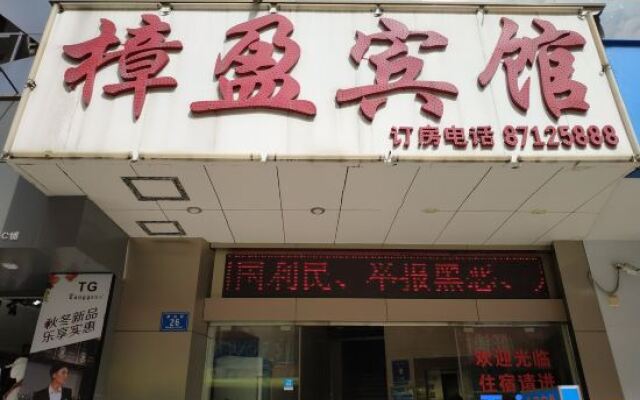 樟盈宾馆
订房电话 87125888
利民、举报黑恶、
TG
秋冬新品
乐享实惠
26
欢迎光临
住宿请进